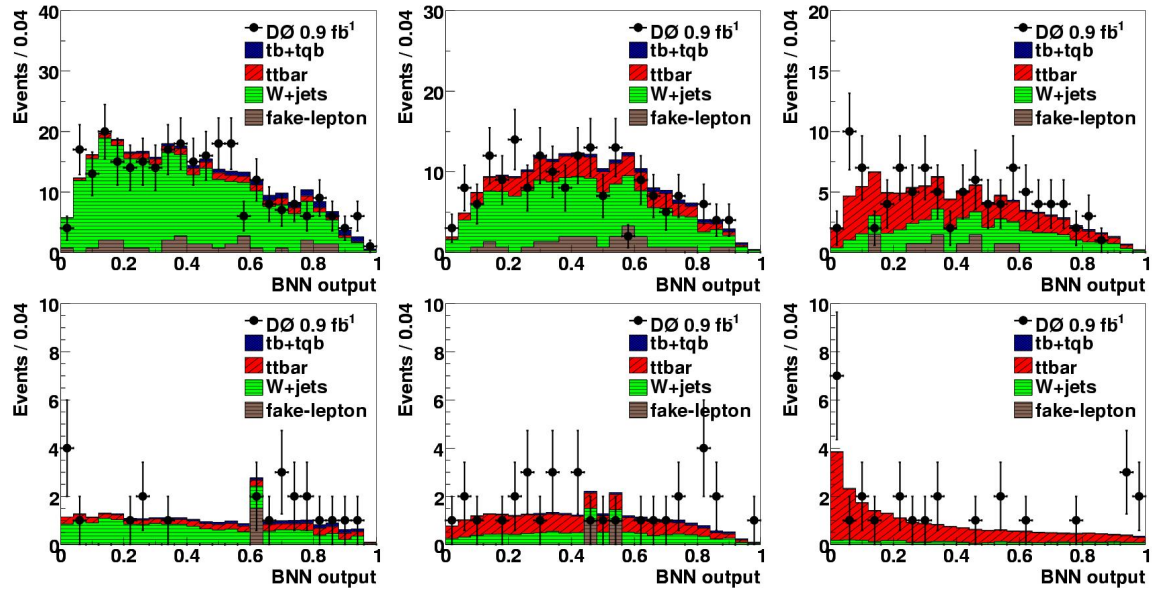 Events / 0.04
40
30
20
10
0
0 0.2 0.4 0.6 0.8 1
BNN output
DØ 0.9 fb-1
tb+tqb
ttbar
W+jets
fake-lepton
Events / 0.04
30
20
10
0
0 0.2 0.4 0.6 0.8 1
BNN output
DØ 0.9 fb-1
tb+tqb
ttbar
W+jets
fake-lepton
Events / 0.04
20
15
10
5
0
0 0.2 0.4 0.6 0.8 1
BNN output
DØ 0.9 fb-1
tb+tqb
ttbar
W+jets
fake-lepton
Events / 0.04
10
8
6
4
2
0
0 0.2 0.4 0.6 0.8 1
BNN output
DØ 0.9 fb-1
tb+tqb
ttbar
W+jets
fake-lepton
Events / 0.04
10
8
6
4
2
0
0 0.2 0.4 0.6 0.8 1
BNN output
DØ 0.9 fb-1
tb+tqb
ttbar
W+jets
fake-lepton
Events / 0.04
10
8
6
4
2
0
0 0.2 0.4 0.6 0.8 1
BNN output
DØ 0.9 fb-1
tb+tqb
ttbar
W+jets
fake-lepton